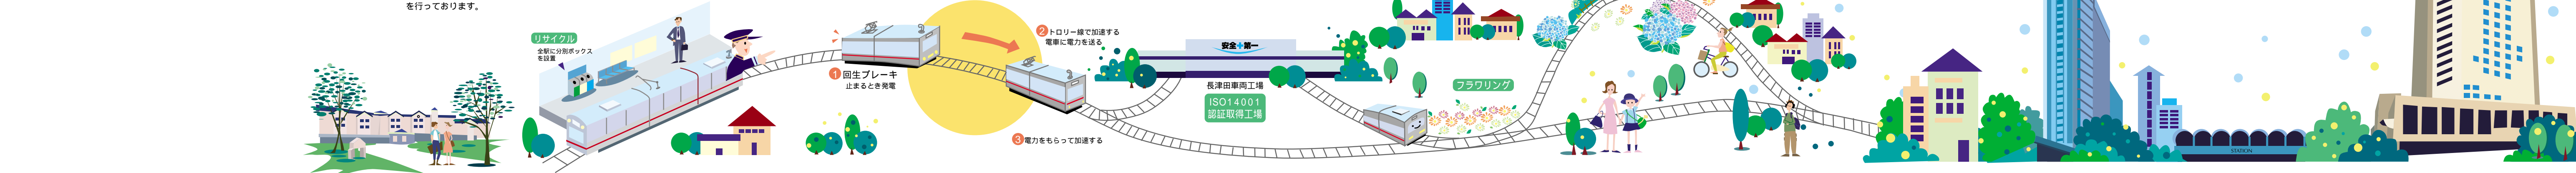 を行っております。
リサイクル
全駅に分別ボックス
を設置
1 回生ブレーキ
止まるとき発電
2 トロリー線で加速する
電車に電力を送る
3 電力をもらって加速する
安全+第一
長津田車両工場
ISO14001
認証取得工場
フラワリング
STATION